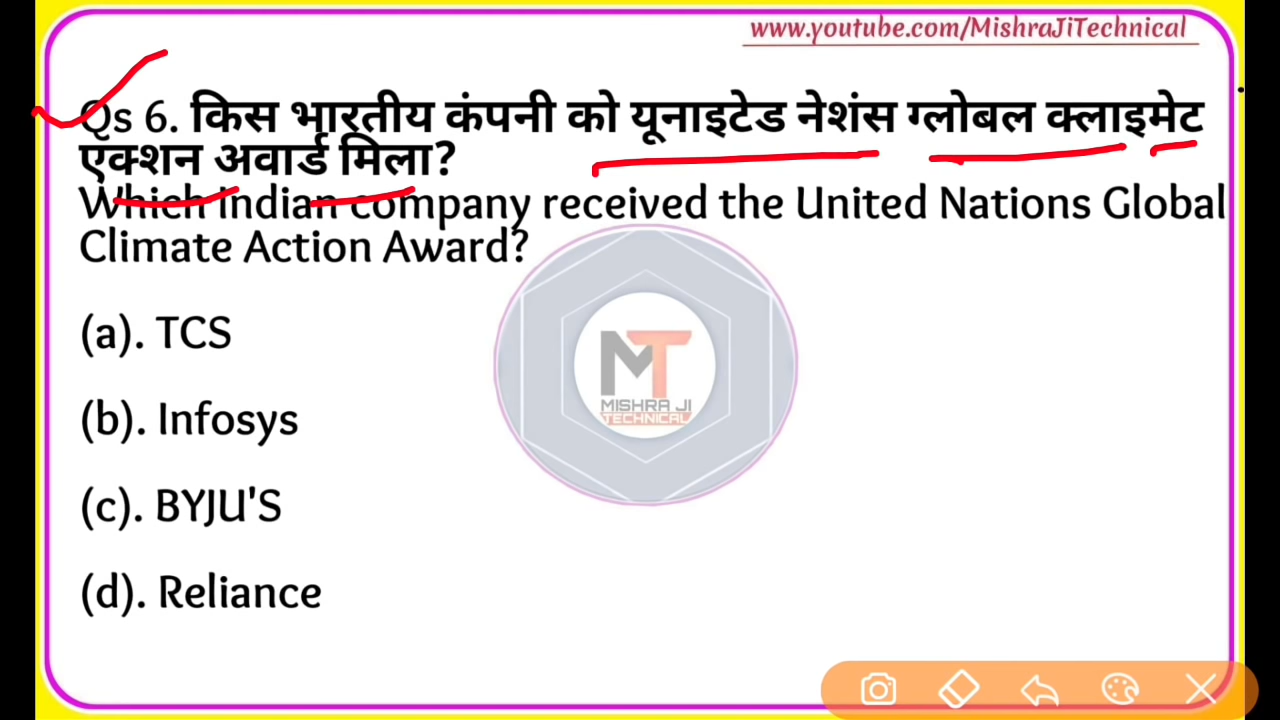 www.youtube.com/MishraJiTechnical
Qs 6. किस भारतीय कंपनी को यूनाइटेड नेशंस ग्लोबल क्लाइमेट
एक्शन अवार्ड मिला?
Which Indian company received the United Nations Global
Climate Action Award?
(a). TCS
(b). Infosys
MT
MISHRA JI
TECHNICAL
(c). BYJU'S
(d). Reliance